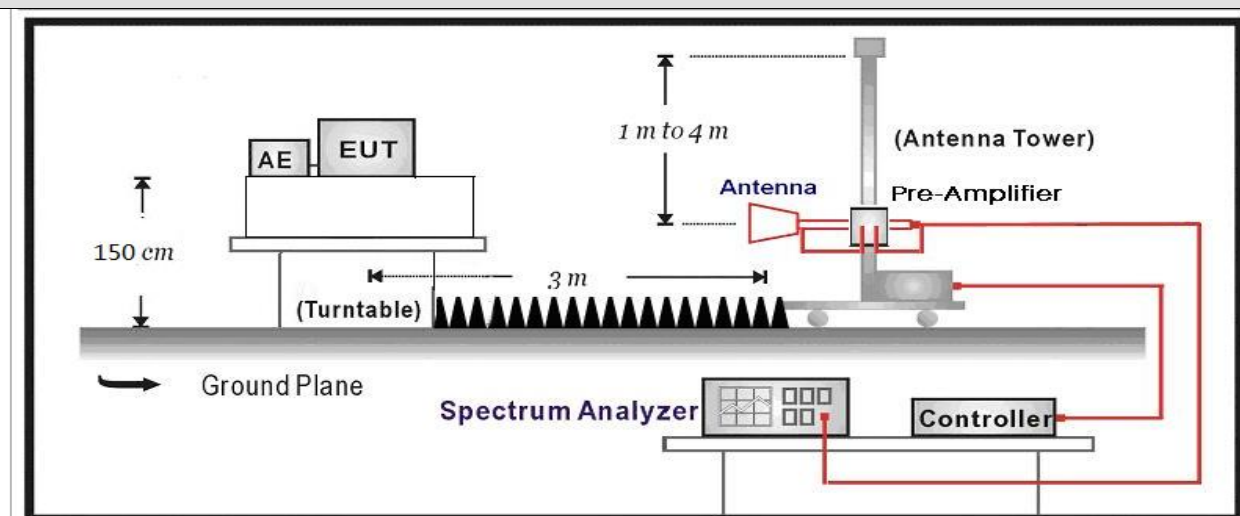 1 m to 4 m
(Antenna Tower)
AE
EUT
Antenna
Pre-Amplifier
150 cm
3 m
(Turntable)
Ground Plane
Spectrum Analyzer
Controller